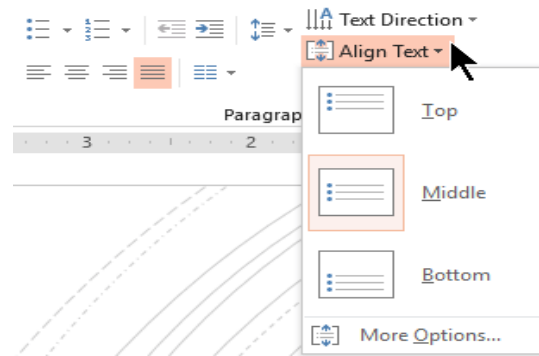 Text Direction
Align Text
Paragrap
3 2
Top
Middle
Bottom
More Options...